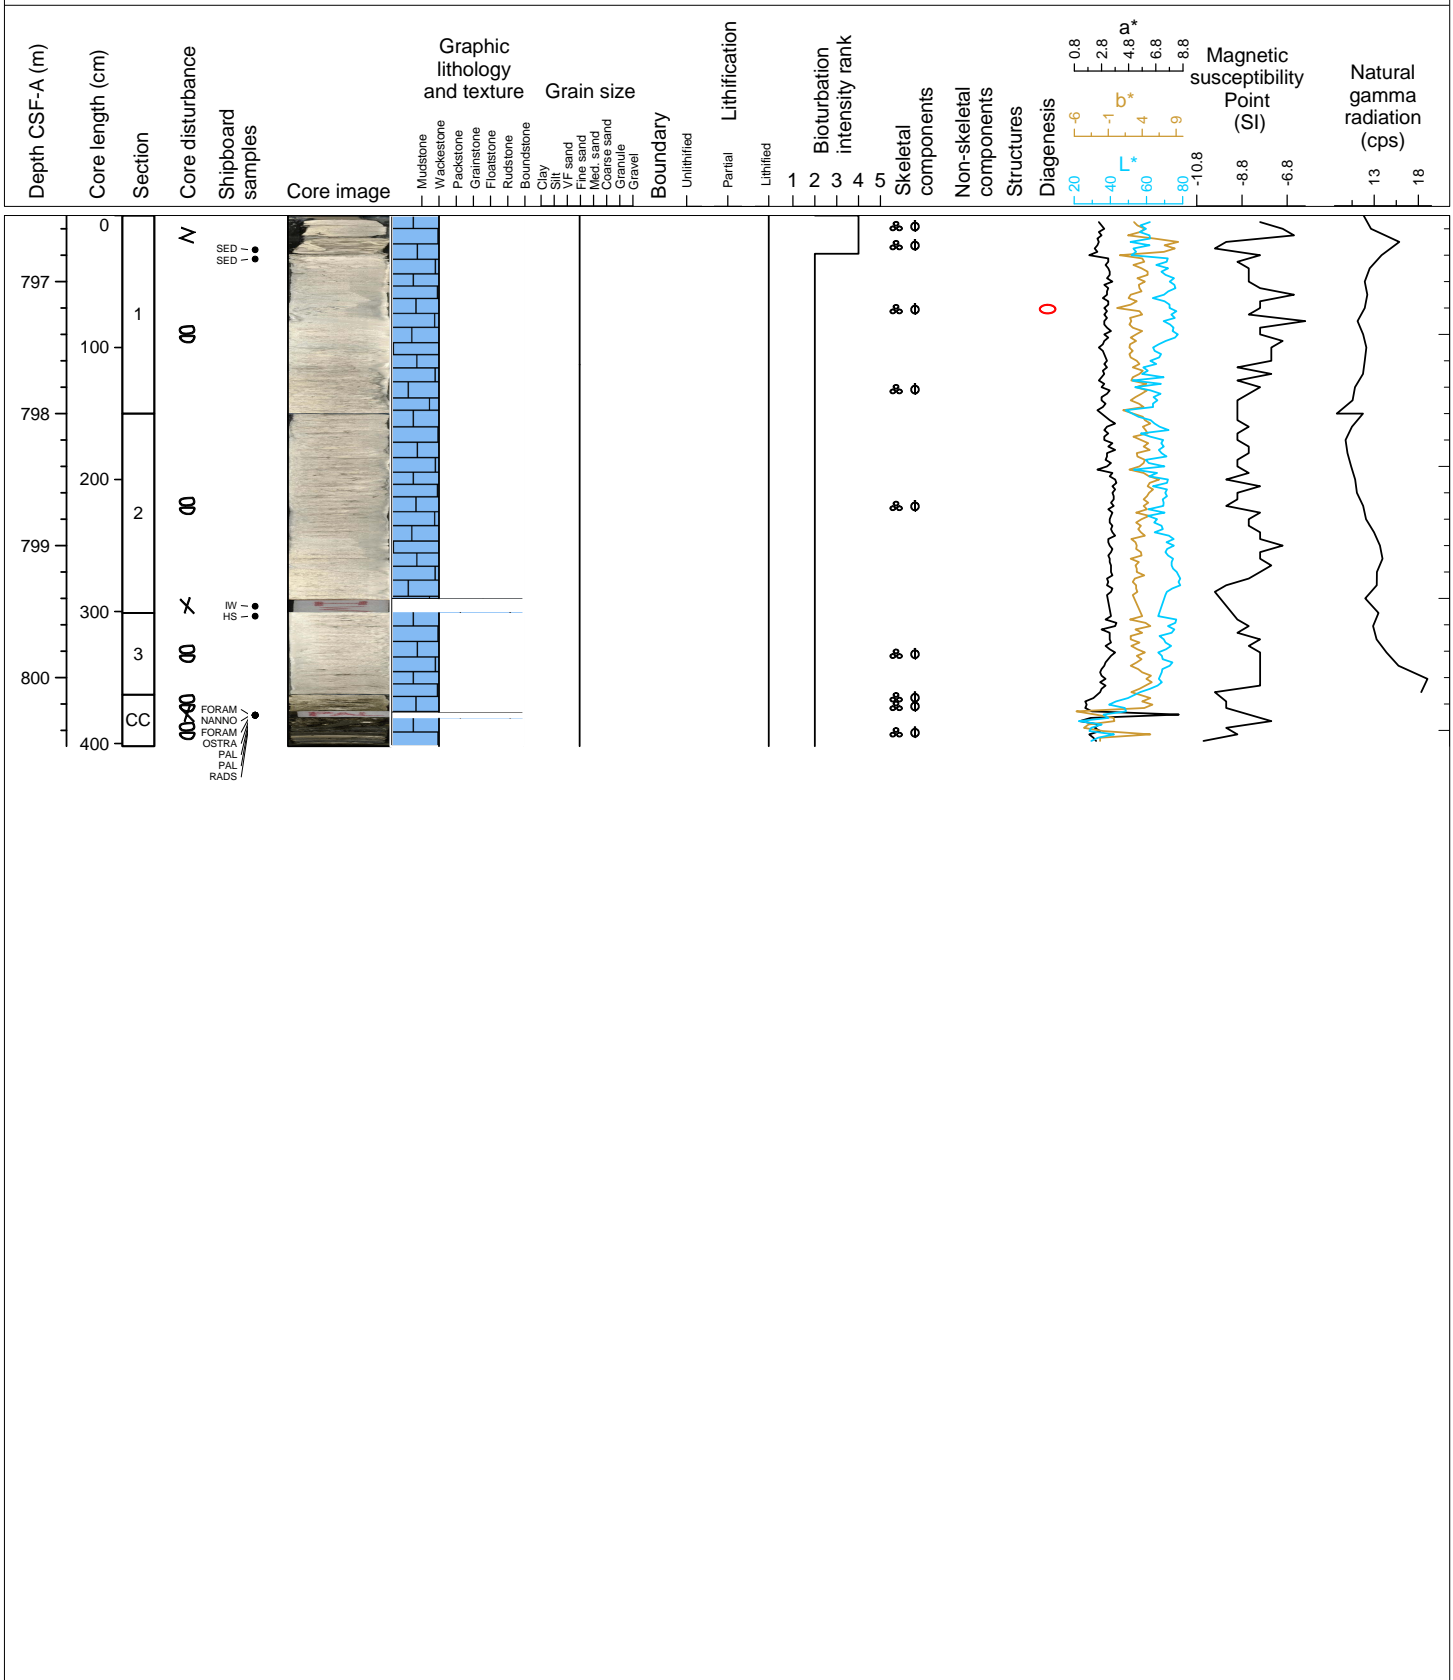 Depth CSF-A (m)
Core length (cm)
Section
Core disturbance
Shipboard
samples
Core image
Graphic
lithology
and texture
Mudstone
Wackestone
Packstone
Grainstone
Floatstone
Rudstone
Boundstone
Grain size
Clay
Silt
VF sand
Fine sand
Med. sand
Coarse sand
Granule
Gravel
Boundary
Lithification
Unlithified
Partial
Lithified
Bioturbation
intensity rank
1 2 3 4 5
Skeletal
components
Non-skeletal
components
Structures
Diagenesis
a*
0.8 2.8 4.8 6.8 8.8
b*
-6 -1 4 9
L*
20 40 60 80
Magnetic
susceptibility
Point
(SI)
-10.8 -8.8 -6.8
Natural
gamma
radiation
(cps)
13 18
0
SED
SED
797
1
100
798
200
2
799
IW
300
HS
3
800
FORAM
CC
NANNO
FORAM
400
OSTRA
PAL
PAL
RADS